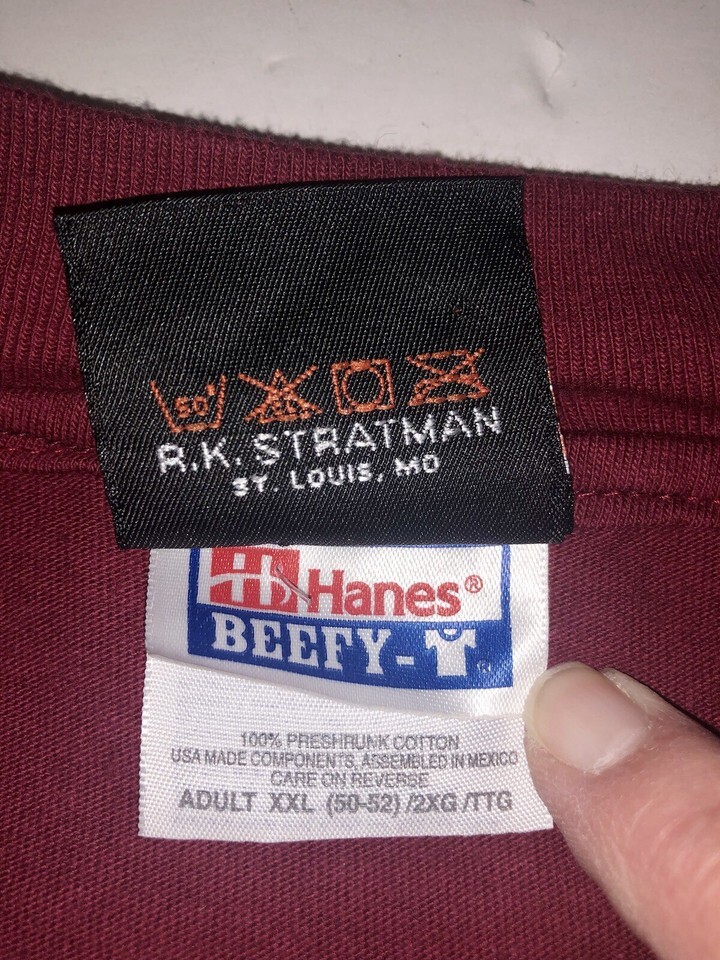 50°
CL
R.K. STRATMAN
ST. LOUIS, MO
Hanes®
BEEFY-
100% PRESHRUNK COTTON
USA MADE COMPONENTS, ASSEMBLED IN MEXICO
CARE ON REVERSE
ADULT XXL (50-52) /2XG /TTG